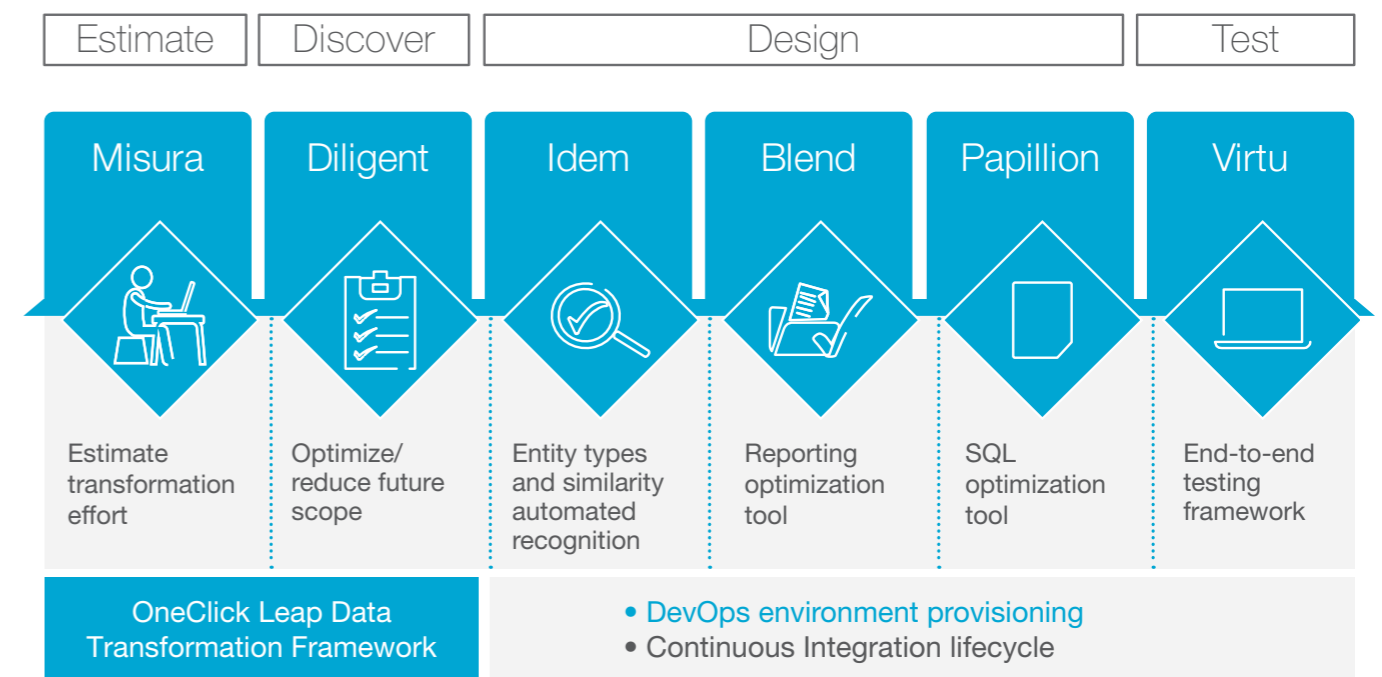 Estimate
Discover
Design
Test
Misura
Diligent
Idem
Blend
Papillion
Virtu
Estimate
transformation
effort
Optimize/
reduce future
scope
Entity types
and similarity
automated
recognition
Reporting
optimization
tool
SQL
optimization
tool
End-to-end
testing
framework
OneClick Leap Data
Transformation Framework
• DevOps environment provisioning
• Continuous Integration lifecycle